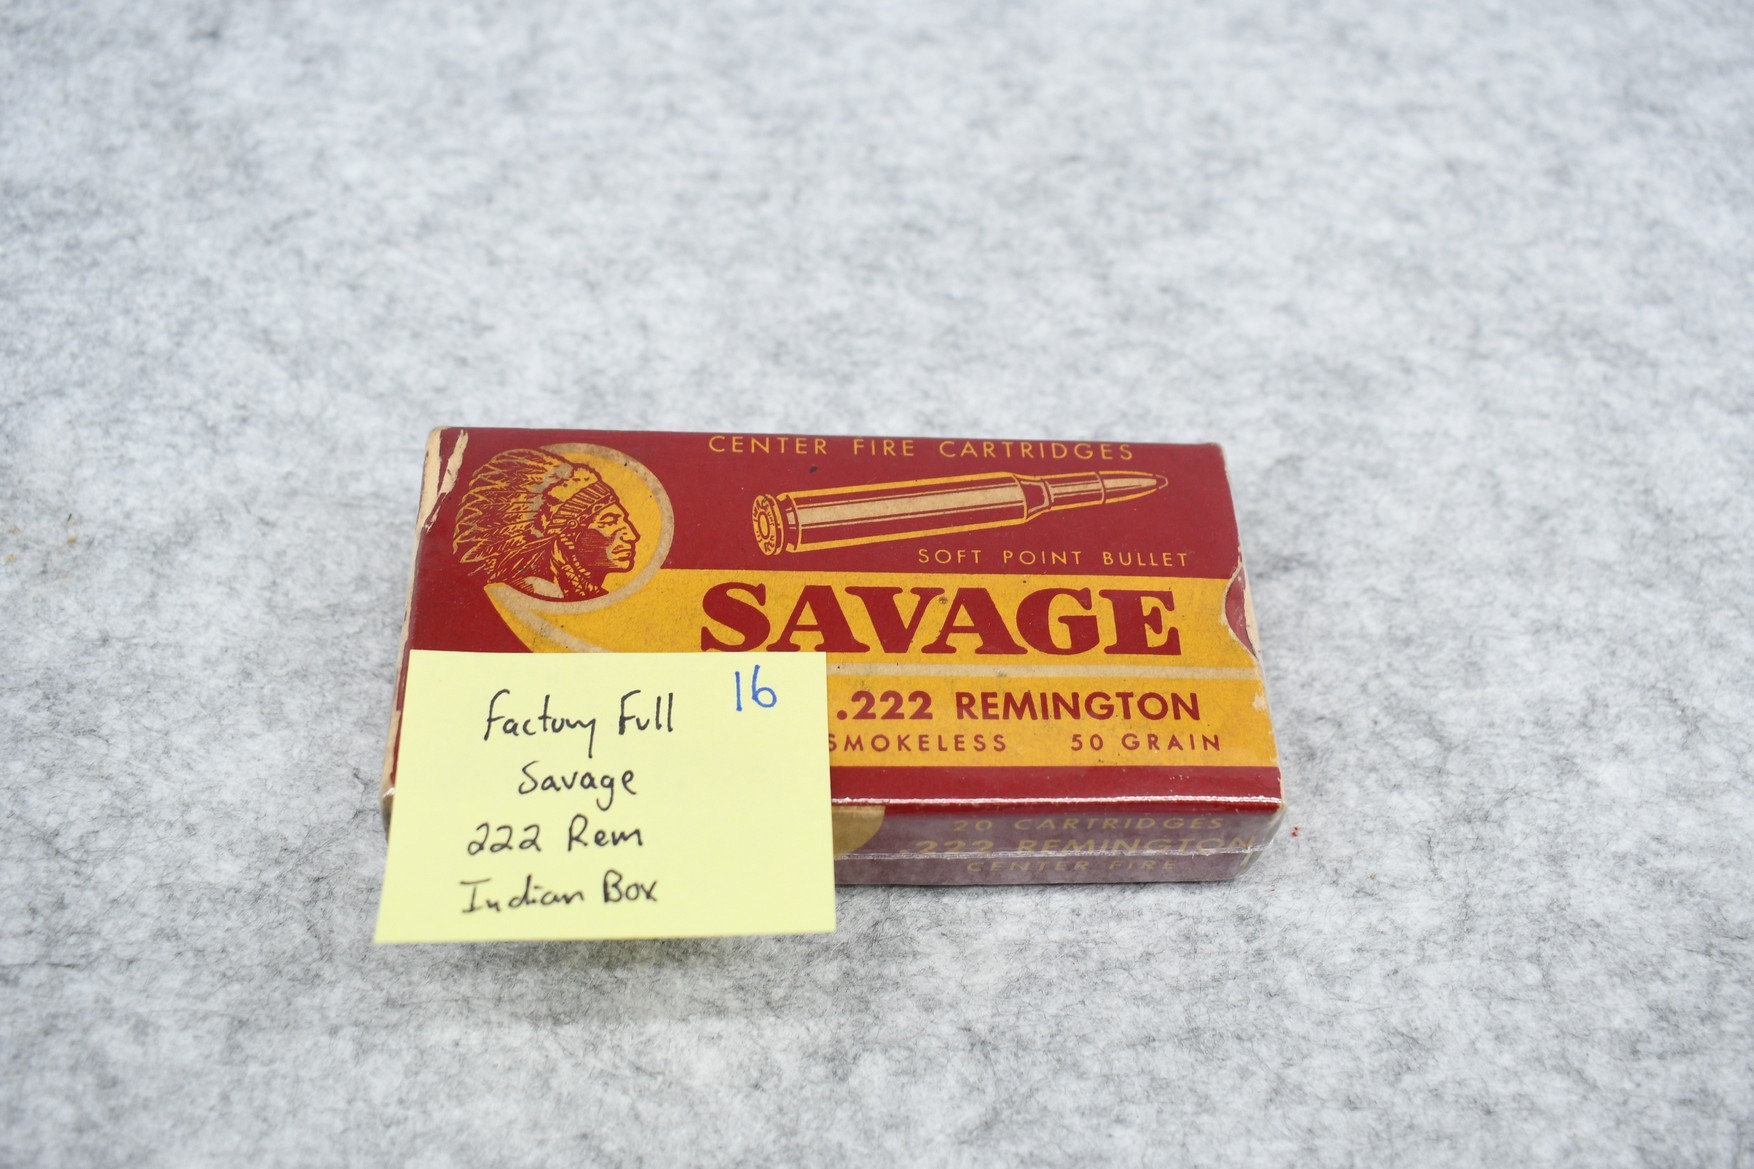 CENTER FIRE CARTRIDGES
SOFT POINT BULLET
SAVAGE
.222 REMINGTON
SMOKELESS 50 GRAIN
20 CARTRIDGES
.222 REMINGTON
CENTER FIRE
16
Factory Full
Savage
222 Rem
Indian Box